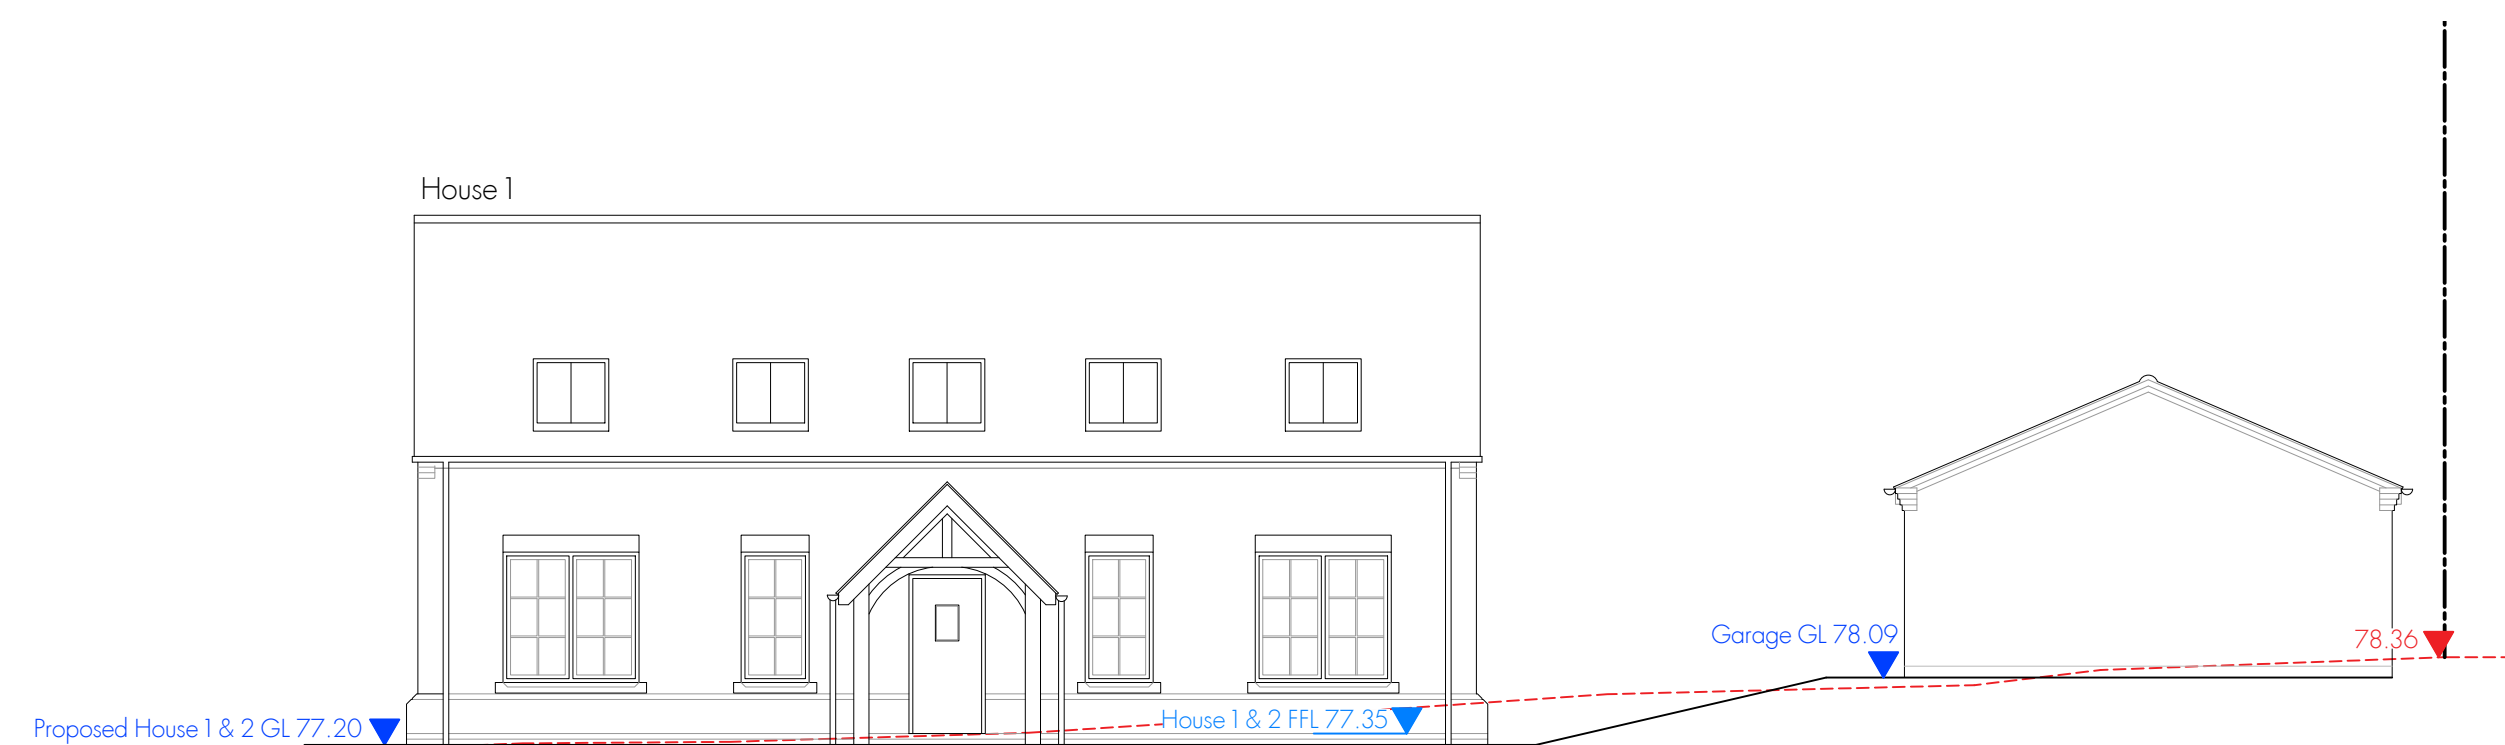 House 1
Garage GL 78.09
78.36
House 1 & 2 FFL 77.35
Proposed House 1 & 2 GL 77.20